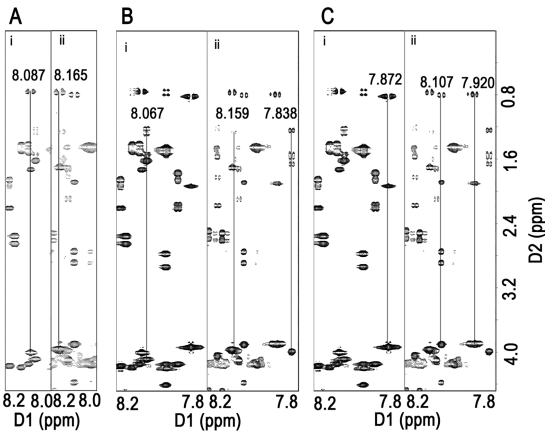 A B C
i ii i ii i ii
8.087 8.165
8.067 8.159 7.838
7.872 8.107 7.920
0.8
1.6
2.4
3.2
4.0
D2 (ppm)
8.2 8.0 8.2 8.0
8.2 7.8 8.2 7.8
8.2 7.8 8.2 7.8
D1 (ppm) D1 (ppm) D1 (ppm)